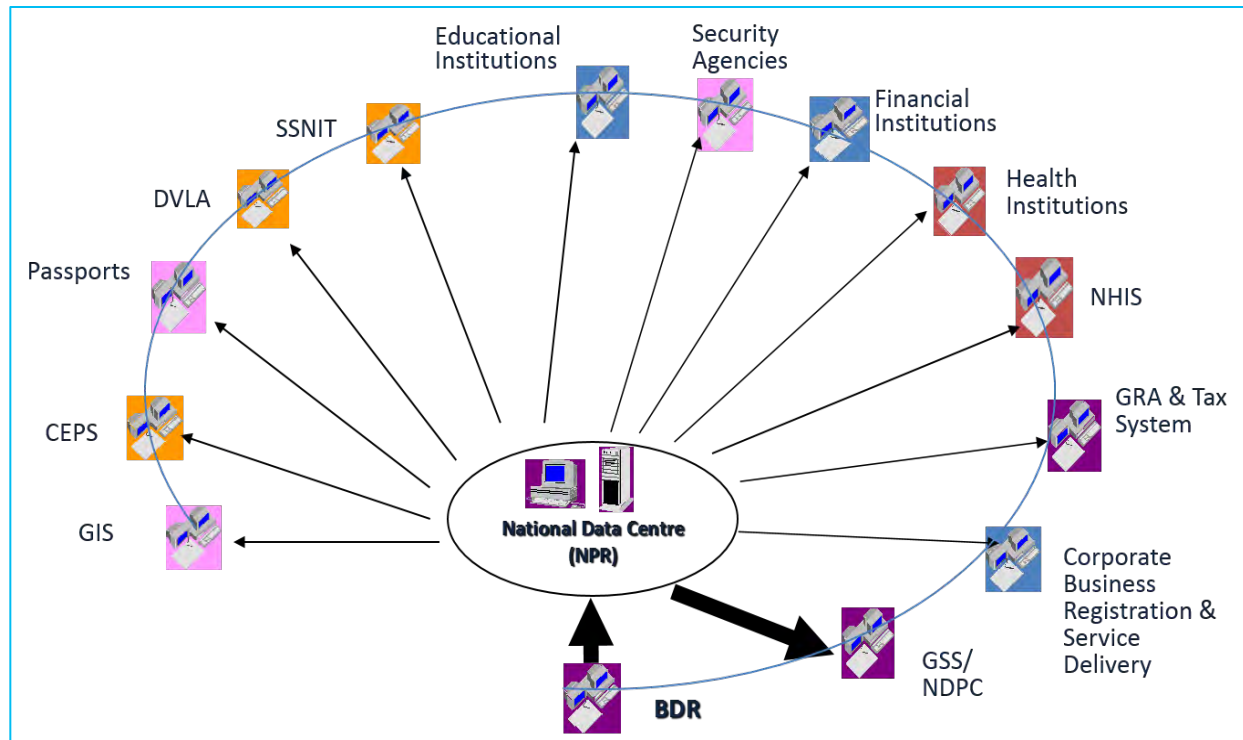 Educational
Institutions
Security
Agencies
Financial
Institutions
SSNIT
Health
Institutions
DVLA
Passports
NHIS
GRA & Tax
System
CEPS
GIS
National Data Centre
(NPR)
Corporate
Business
Registration &
Service
Delivery
GSS/
NDPC
BDR